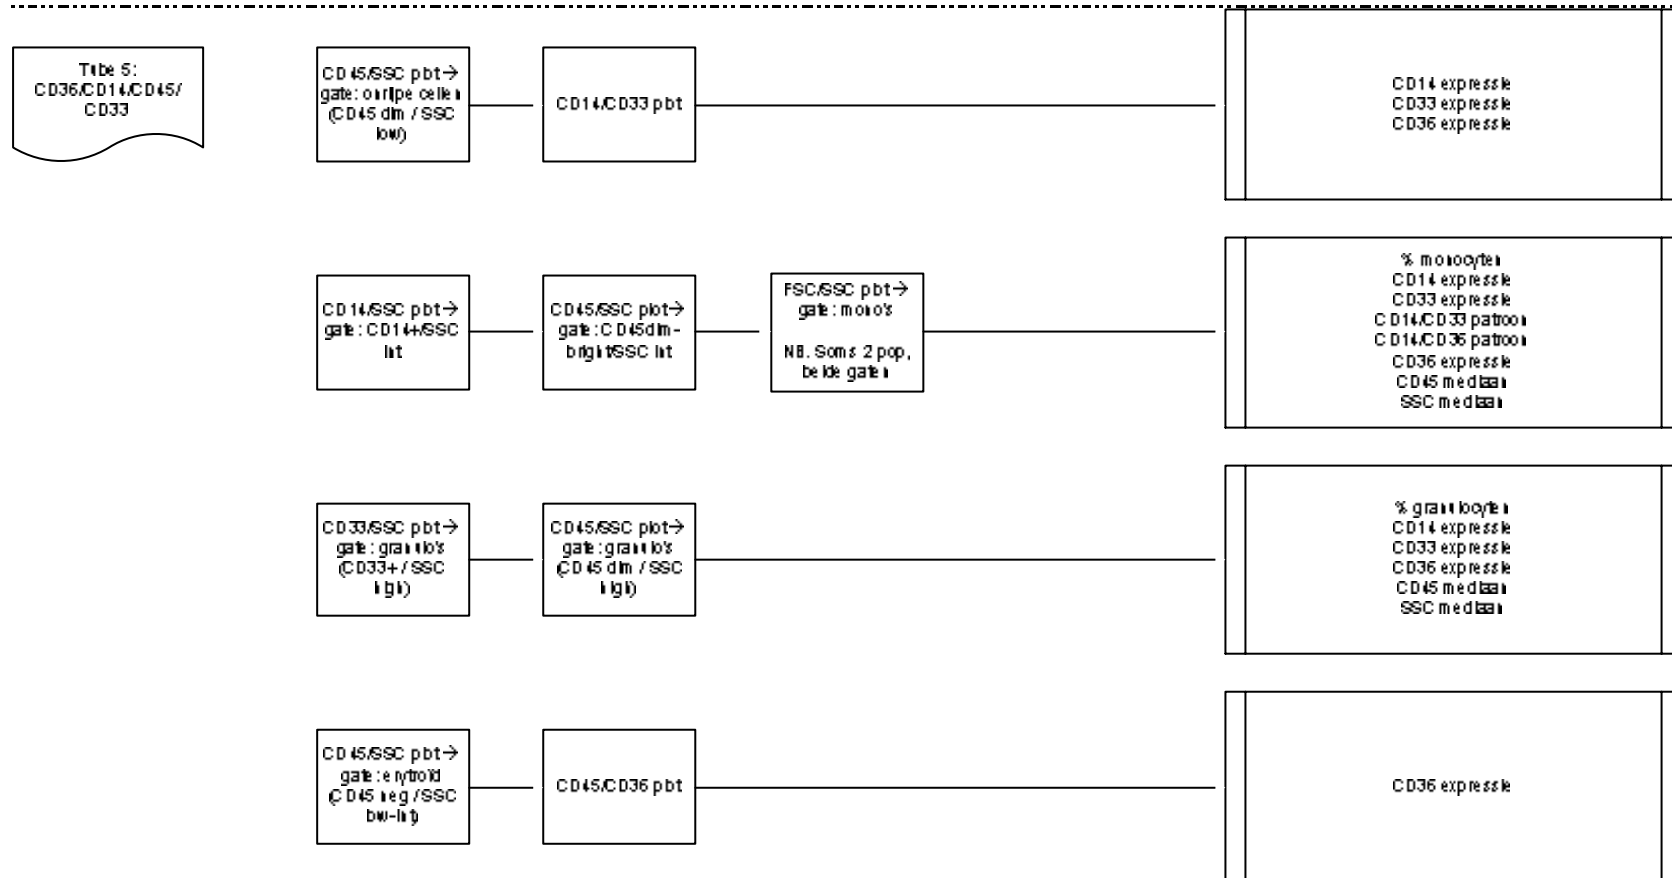 Tube 5:
CD36/CD14/CD45/
CD33
CD45/SSC plot→
gate: onrijpe cellen
(CD45 dim / SSC
low)
CD14/CD33 plot
CD14 expressie
CD33 expressie
CD36 expressie
CD14/SSC plot→
gate: CD14+/SSC
int
CD45/SSC plot→
gate: CD45dim-
bright/SSC int
FSC/SSC plot→
gate: mono's
NB. Soms 2 pop,
beide gaten
% monocyten
CD14 expressie
CD33 expressie
CD14/CD33 patroon
CD14/CD36 patroon
CD36 expressie
CD45 mediaan
SSC mediaan
CD33/SSC plot→
gate: granulo's
(CD33+ / SSC
high)
CD45/SSC plot→
gate: granulo's
(CD45 dim / SSC
high)
% granulocyten
CD14 expressie
CD33 expressie
CD36 expressie
CD45 mediaan
SSC mediaan
CD45/SSC plot→
gate: erytroïd
(CD45 neg / SSC
low-int)
CD45/CD36 plot
CD36 expressie